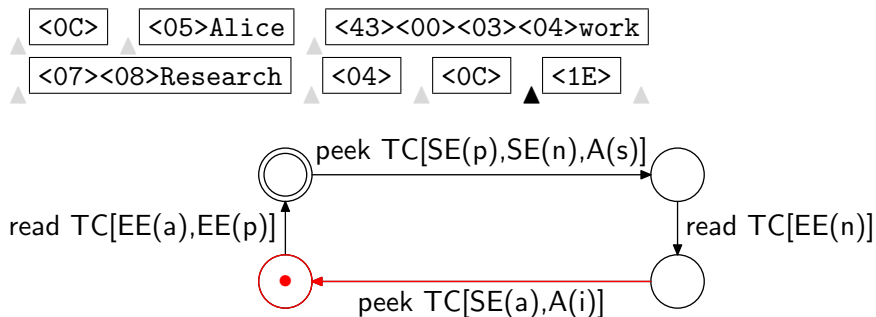 <0C> <05>Alice <43><00><03><04>work
<07><08>Research <04> <0C> <1E>
peek TC[SE(p),SE(n),A(s)]
read TC[EE(a),EE(p)] read TC[EE(n)]
peek TC[SE(a),A(i)]